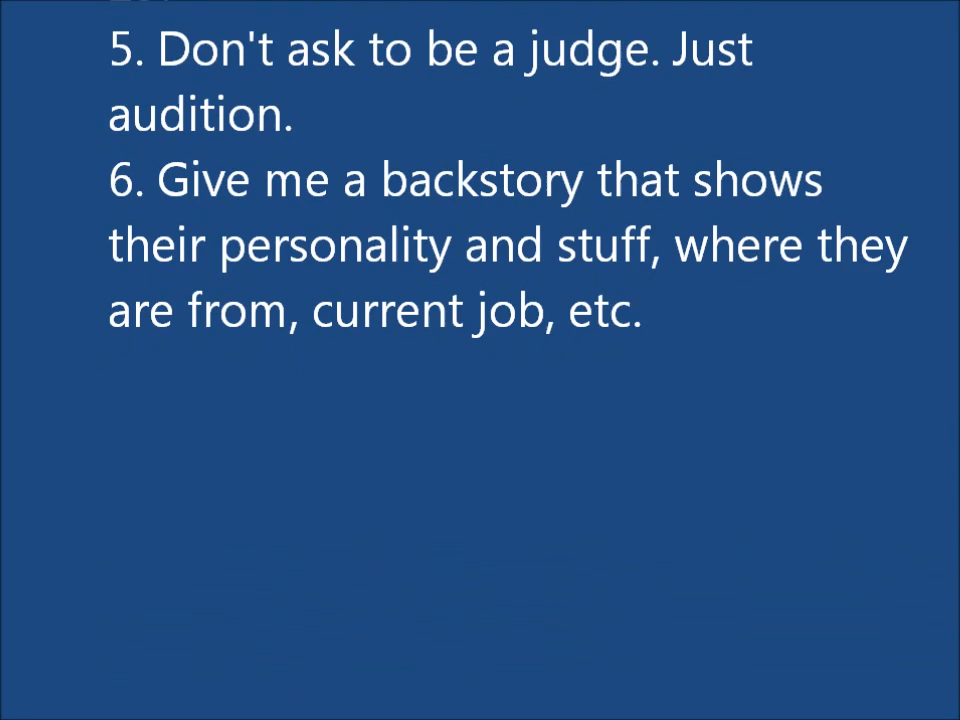 5. Don't ask to be a judge. Just
audition.
6. Give me a backstory that shows
their personality and stuff, where they
are from, current job, etc.